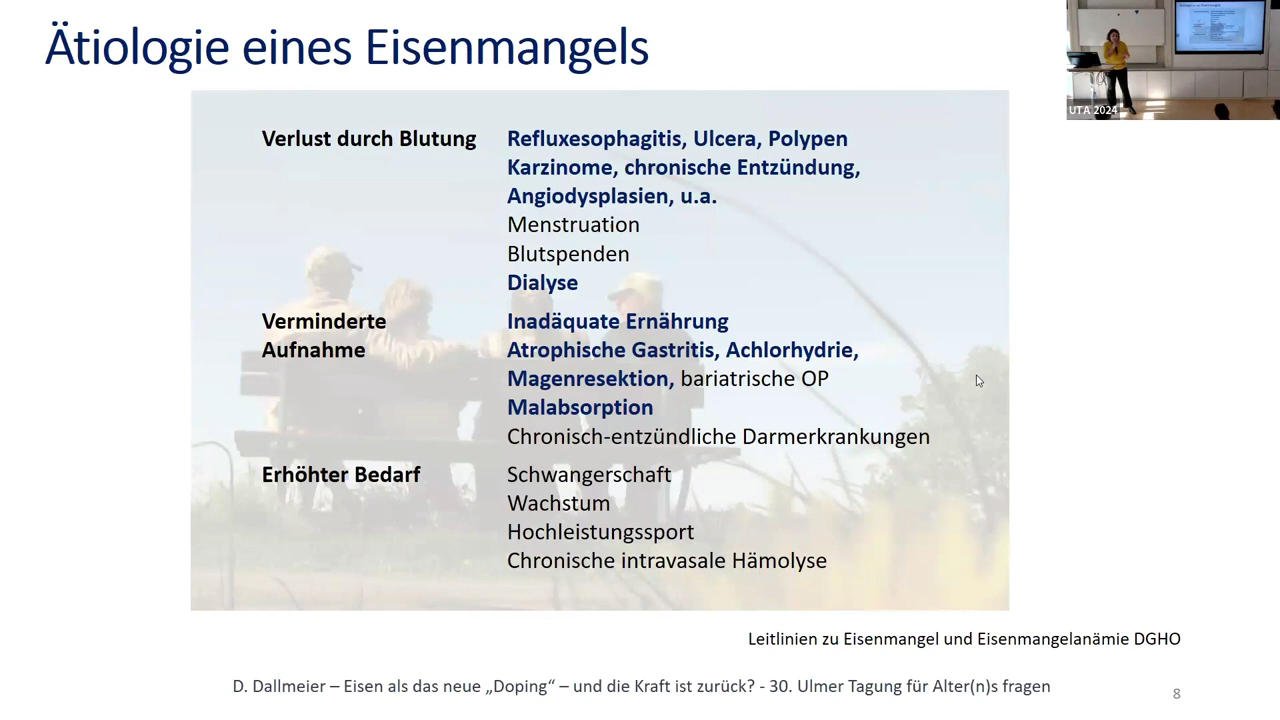 Ätiologie eines Eisenmangels
UTA 2024
Verlust durch Blutung
Refluxesophagitis, Ulcera, Polypen
Karzinome, chronische Entzündung,
Angiodysplasien, u.a.
Menstruation
Blutspenden
Dialyse
Verminderte
Aufnahme
Inadäquate Ernährung
Atrophische Gastritis, Achlorhydrie,
Magenresektion, bariatrische OP
Malabsorption
Chronisch-entzündliche Darmerkrankungen
Erhöhter Bedarf
Schwangerschaft
Wachstum
Hochleistungssport
Chronische intravasale Hämolyse
Leitlinien zu Eisenmangel und Eisenmangelanämie DGHO
D. Dallmeier – Eisen als das neue „Doping“ – und die Kraft ist zurück? - 30. Ulmer Tagung für Alter(n)s fragen
8